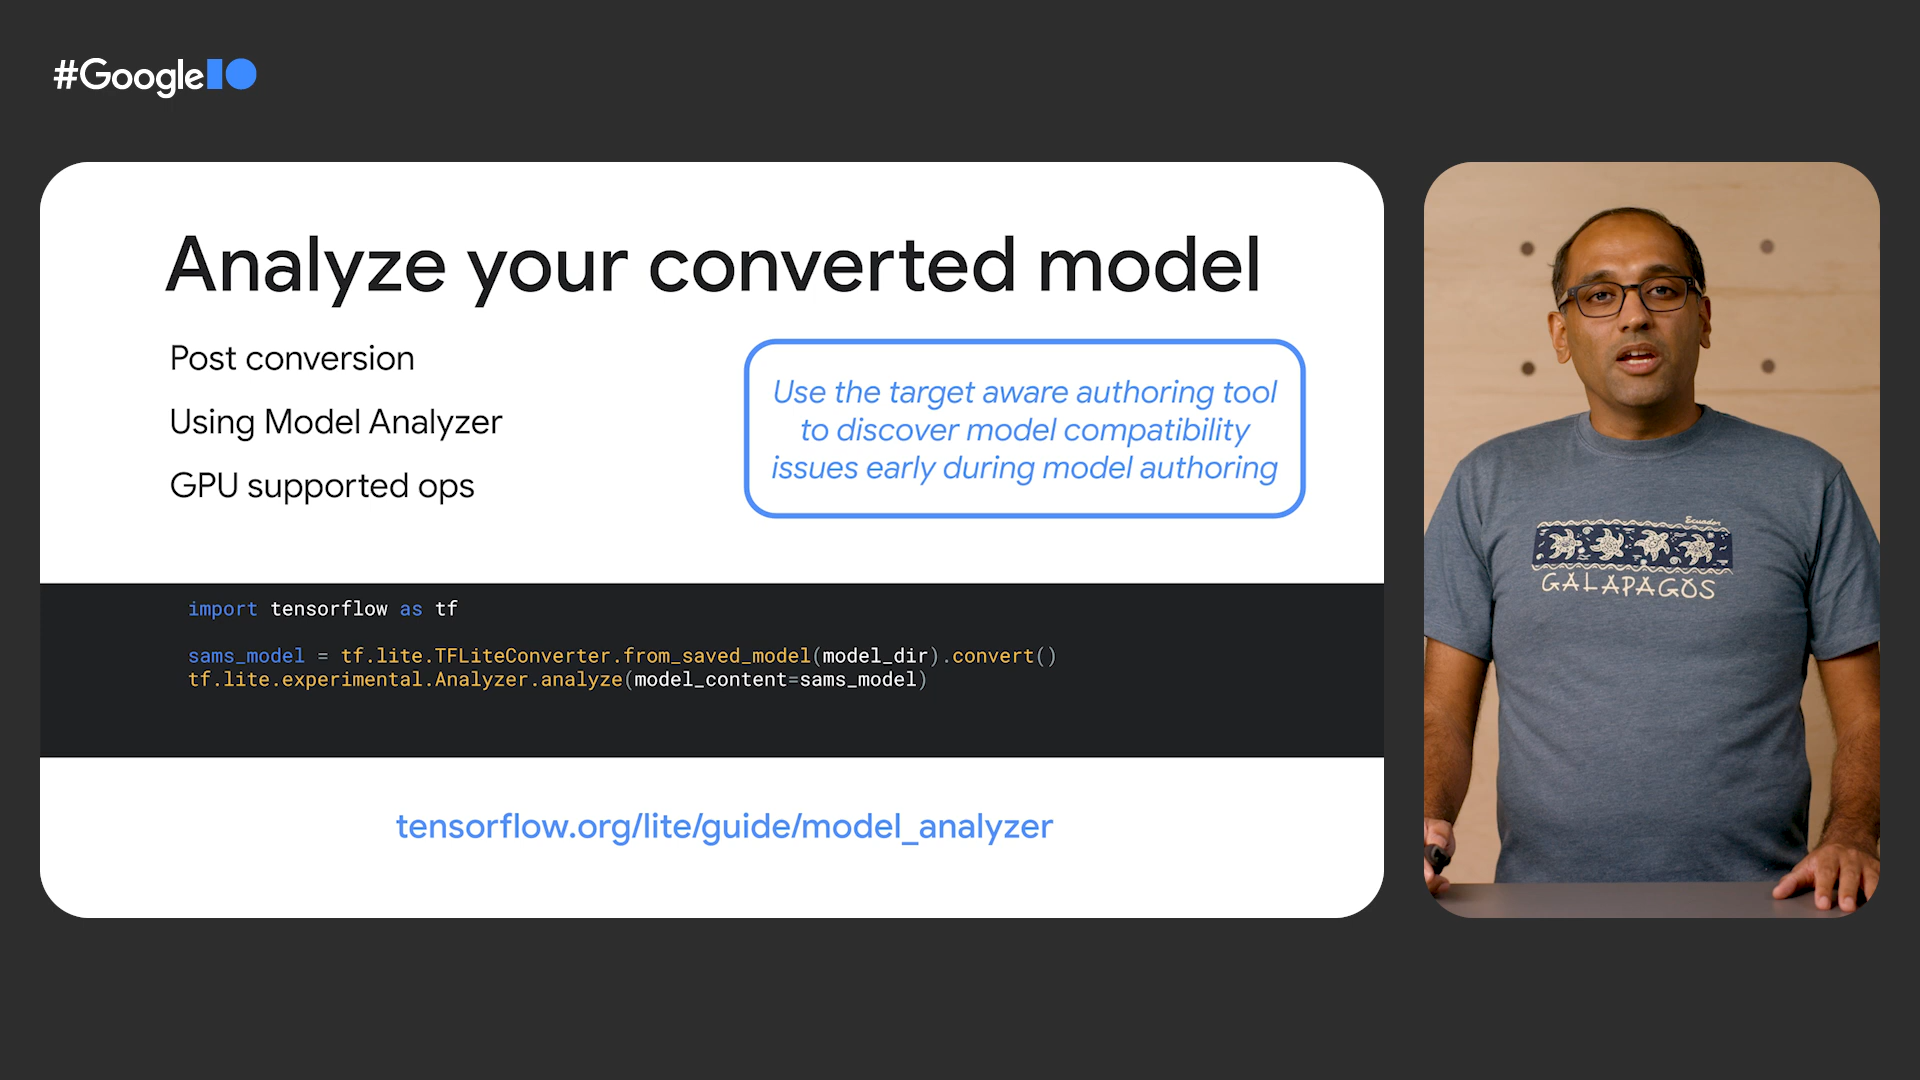 #GoogleIO
Analyze your converted model
Post conversion
Using Model Analyzer
GPU supported ops
Use the target aware authoring tool
to discover model compatibility
issues early during model authoring
import tensorflow as tf
sams_model = tf.lite.TFLiteConverter.from_saved_model(model_dir).convert()
tf.lite.experimental.Analyzer.analyze(model_content=sams_model)
tensorflow.org/lite/guide/model_analyzer
Ecuador
GALAPAGOS